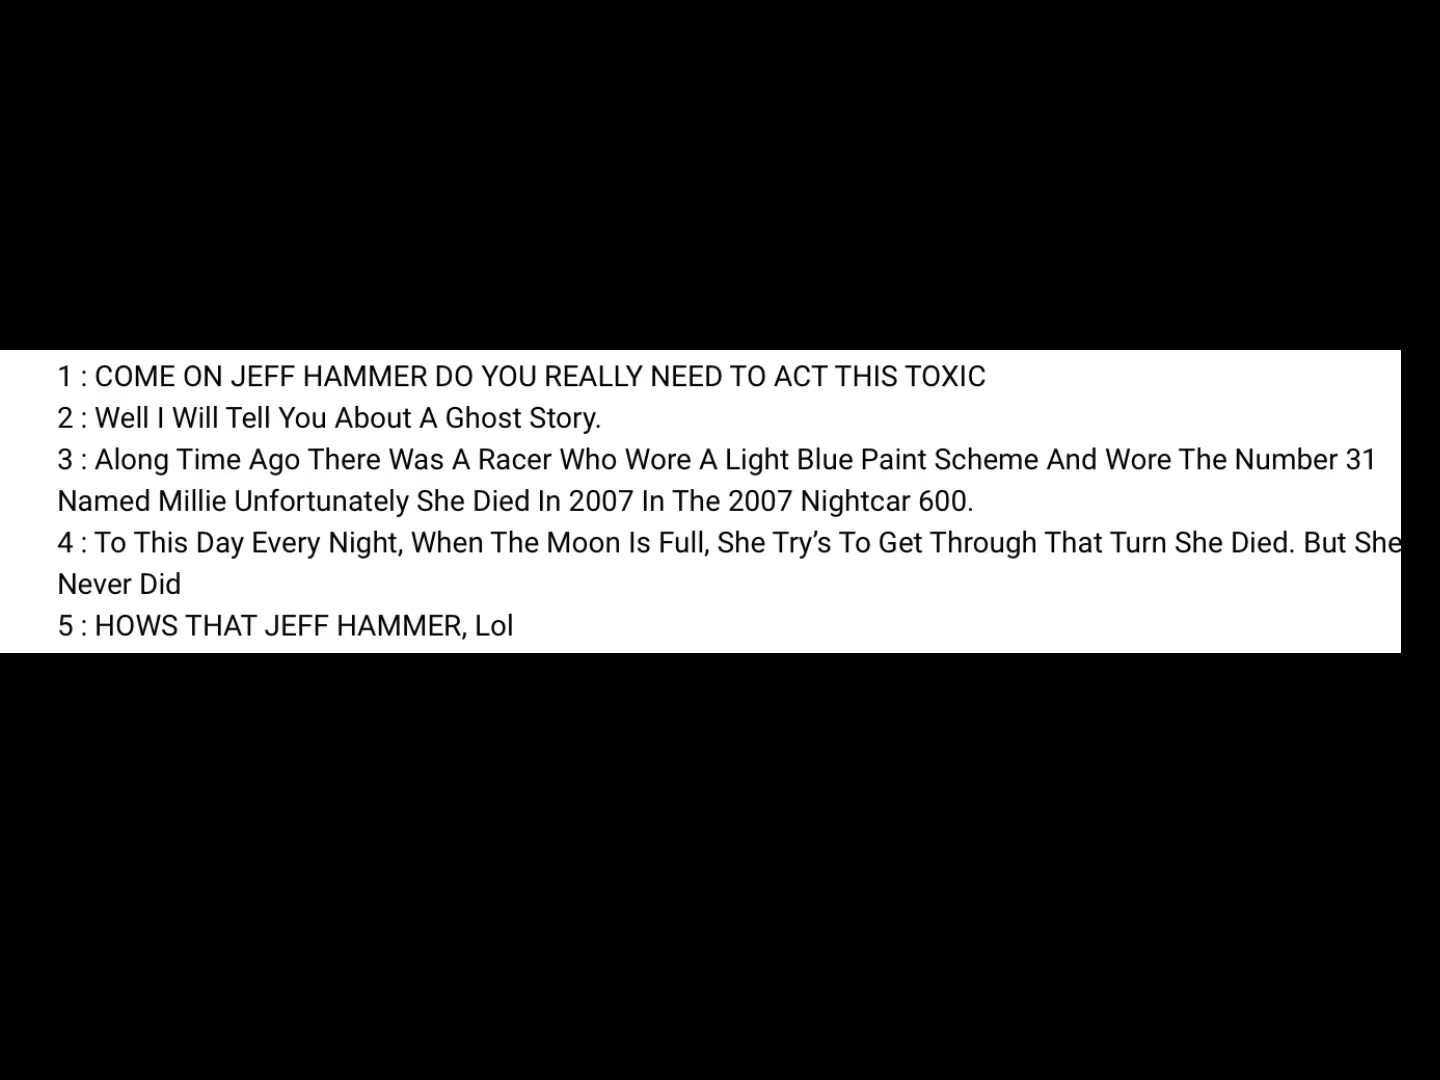 1 : COME ON JEFF HAMMER DO YOU REALLY NEED TO ACT THIS TOXIC
2 : Well I Will Tell You About A Ghost Story.
3 : Along Time Ago There Was A Racer Who Wore A Light Blue Paint Scheme And Wore The Number 31
Named Millie Unfortunately She Died In 2007 In The 2007 Nightcar 600.
4 : To This Day Every Night, When The Moon Is Full, She Try’s To Get Through That Turn She Died. But She
Never Did
5 : HOWS THAT JEFF HAMMER, Lol